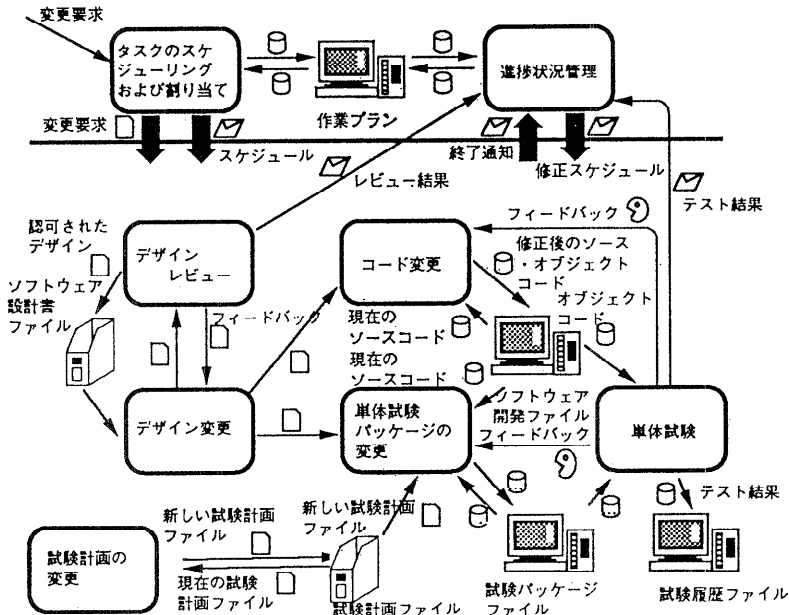 変更要求
タスクのスケ
ジューリング
および割り当て
作業プラン
進捗状況管理
変更要求
スケジュール
レビュー結果
終了通知
修正スケジュール
テスト結果
認可された
デザイン
ソフトウェア
設計書
ファイル
デザイン
レビュー
フィードバック
コード変更
フィードバック
修正後のソース
・オブジェクト
コード
オブジェクト
コード
現在の
ソースコード
現在の
ソースコード
デザイン変更
単体試験
パッケージの
変更
ソフトウェア
開発ファイル
フィードバック
単体試験
テスト結果
試験計画の
変更
新しい試験計画
ファイル
現在の試験
計画ファイル
新しい試験計画
ファイル
試験計画ファイル
試験パッケージ
ファイル
試験履歴ファイル